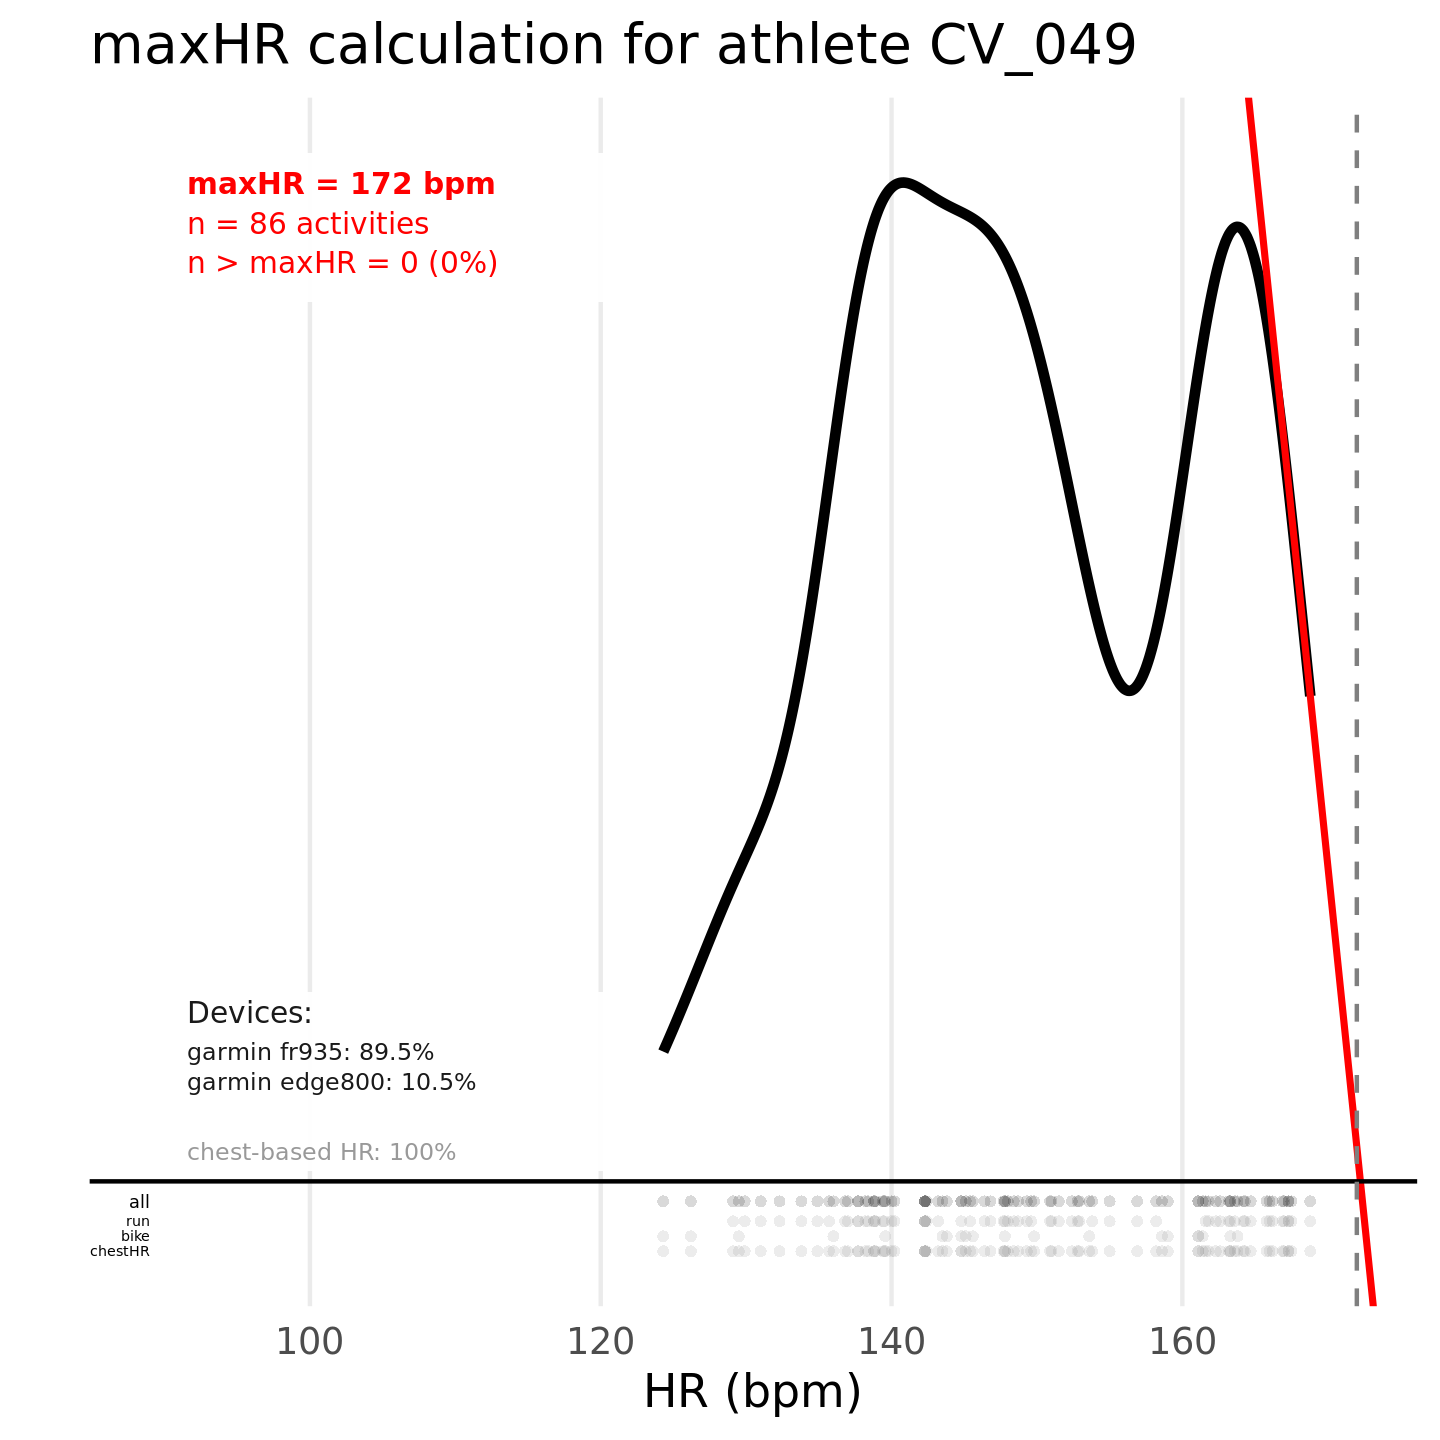 maxHR calculation for athlete CV_049
maxHR = 172 bpm
n = 86 activities
n > maxHR = 0 (0%)
Devices:
garmin fr935: 89.5%
garmin edge800: 10.5%
chest-based HR: 100%
all
run
bike
chestHR
100 120 140 160
HR (bpm)